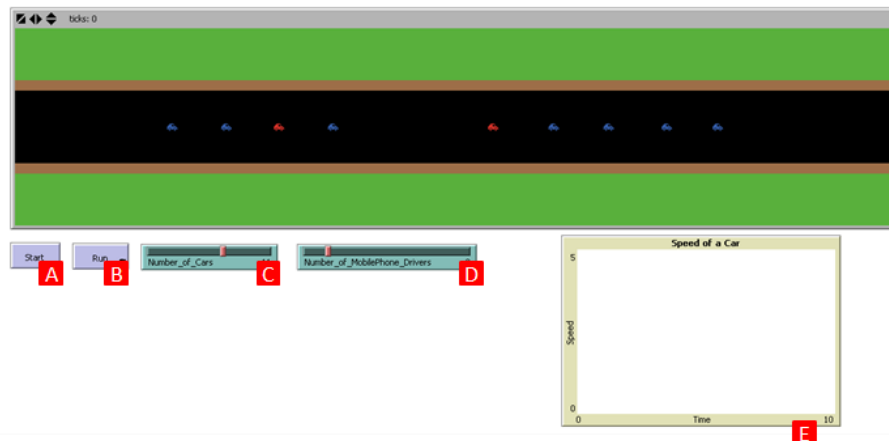 ticks: 0
Start
A
Run
B
Number_of_Cars
C
Number_of_MobilePhone_Drivers
D
Speed of a Car
5
Speed
0
0
Time
10
E